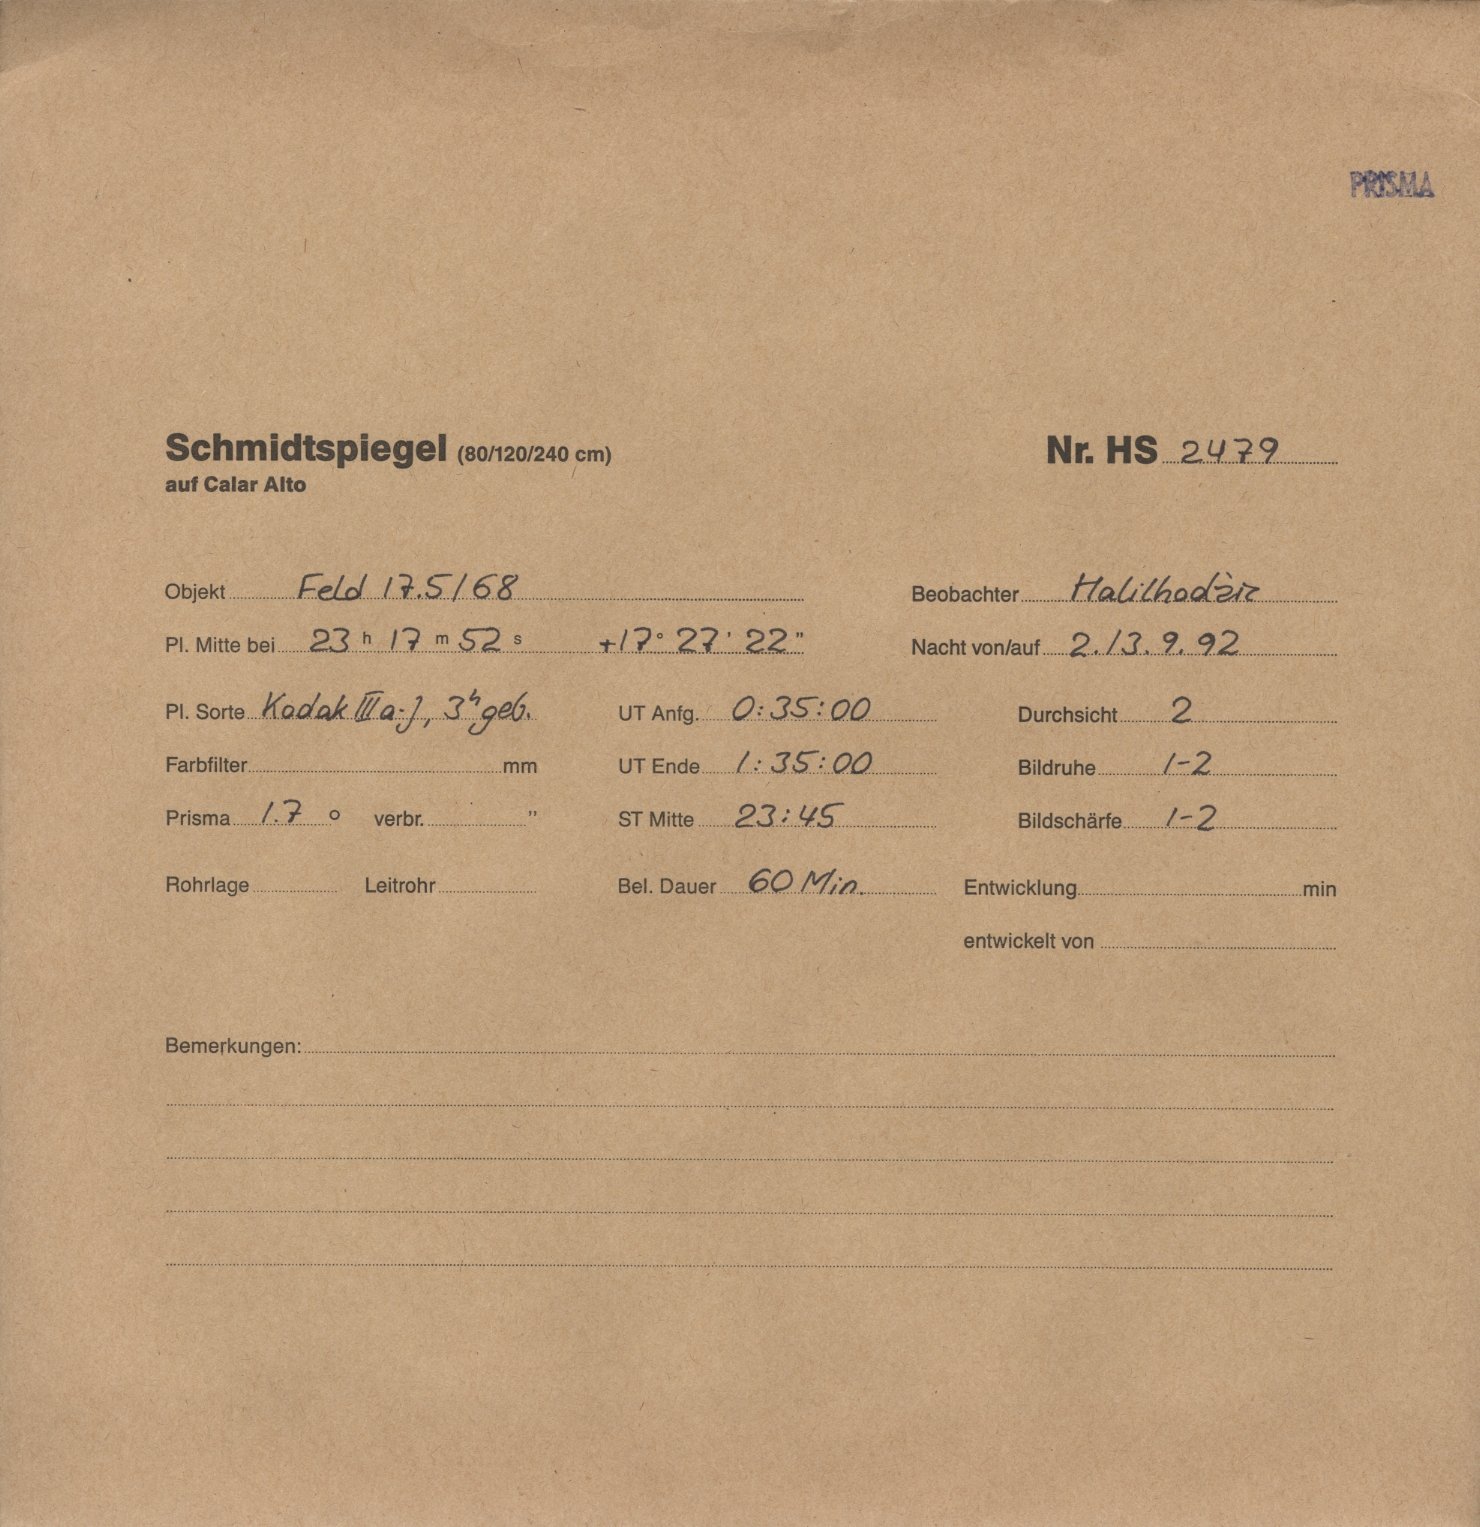 PRISMA
Schmidtspiegel (80/120/240 cm) Nr. HS 2479
auf Calar Alto
Objekt Feld 17.5/68 Beobachter Halilhodžić
Pl. Mitte bei 23 h 17 m 52 s +17° 27' 22" Nacht von/auf 2./3. 9. 92
Pl. Sorte Kodak IIIa-J, 3h geb. UT Anfg. 0:35:00 Durchsicht 2
Farbfilter mm UT Ende 1:35:00 Bildruhe 1-2
Prisma 1.7 ° verbr. " ST Mitte 23:45 Bildschärfe 1-2
Rohrlage Leitrohr Bel. Dauer 60 Min. Entwicklung min
entwickelt von
Bemerkungen: